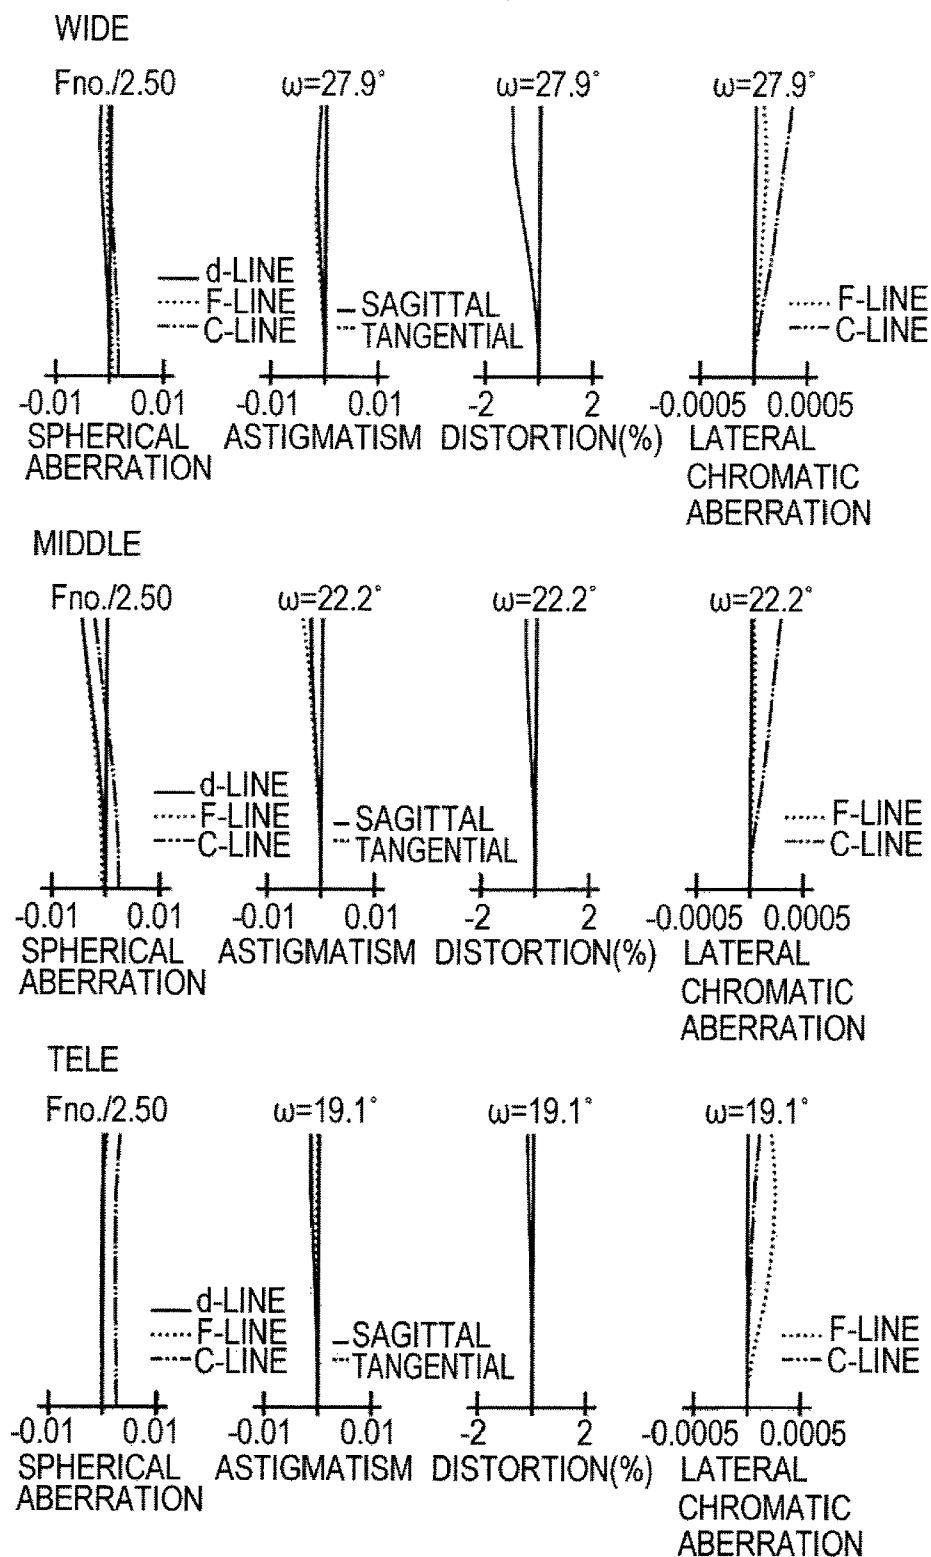 WIDE
Fno./2.50
ω=27.9°
ω=27.9°
ω=27.9°
d-LINE
F-LINE
C-LINE
SAGITTAL
TANGENTIAL
F-LINE
C-LINE
-0.01 0.01
-0.01 0.01
-2 2
-0.0005 0.0005
SPHERICAL
ABERRATION
ASTIGMATISM
DISTORTION(%)
LATERAL
CHROMATIC
ABERRATION
MIDDLE
Fno./2.50
ω=22.2°
ω=22.2°
ω=22.2°
d-LINE
F-LINE
C-LINE
SAGITTAL
TANGENTIAL
F-LINE
C-LINE
-0.01 0.01
-0.01 0.01
-2 2
-0.0005 0.0005
SPHERICAL
ABERRATION
ASTIGMATISM
DISTORTION(%)
LATERAL
CHROMATIC
ABERRATION
TELE
Fno./2.50
ω=19.1°
ω=19.1°
ω=19.1°
d-LINE
F-LINE
C-LINE
SAGITTAL
TANGENTIAL
F-LINE
C-LINE
-0.01 0.01
-0.01 0.01
-2 2
-0.0005 0.0005
SPHERICAL
ABERRATION
ASTIGMATISM
DISTORTION(%)
LATERAL
CHROMATIC
ABERRATION